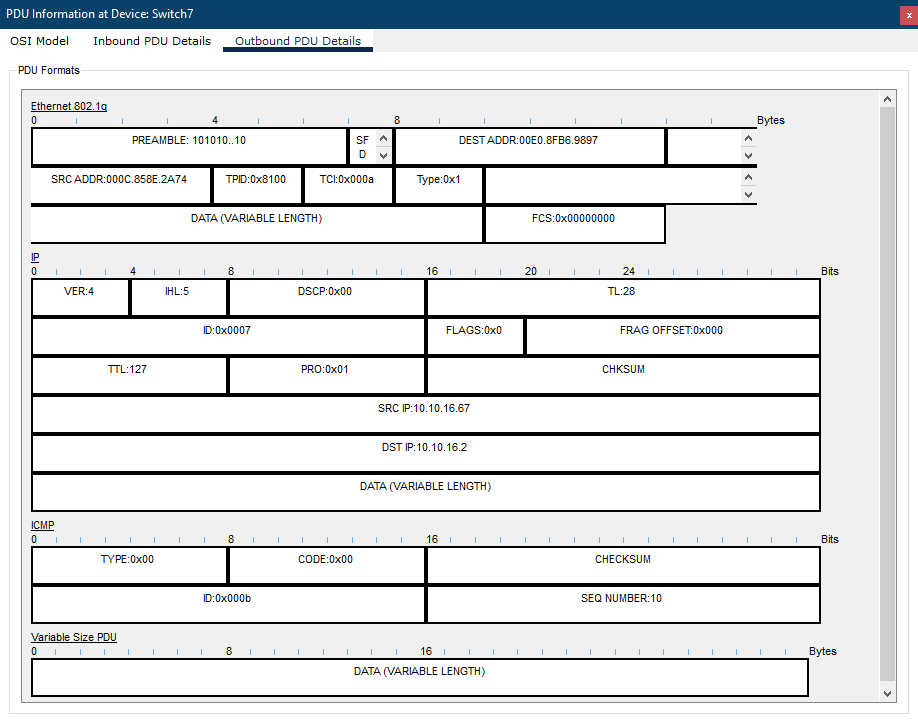 PDU Information at Device: Switch7
x
OSI Model Inbound PDU Details Outbound PDU Details
PDU Formats
Ethernet 802.1q
0 4 8 Bytes
PREAMBLE: 101010..10 SF D DEST ADDR:00E0.8FB6.9897
SRC ADDR:000C.858E.2A74 TPID:0x8100 TCI:0x000a Type:0x1
DATA (VARIABLE LENGTH) FCS:0x00000000
IP
0 4 8 16 20 24 Bits
VER:4 IHL:5 DSCP:0x00 TL:28
ID:0x0007 FLAGS:0x0 FRAG OFFSET:0x000
TTL:127 PRO:0x01 CHKSUM
SRC IP:10.10.16.67
DST IP:10.10.16.2
DATA (VARIABLE LENGTH)
ICMP
0 8 16 Bits
TYPE:0x00 CODE:0x00 CHECKSUM
ID:0x000b SEQ NUMBER:10
Variable Size PDU
0 8 16 Bytes
DATA (VARIABLE LENGTH)